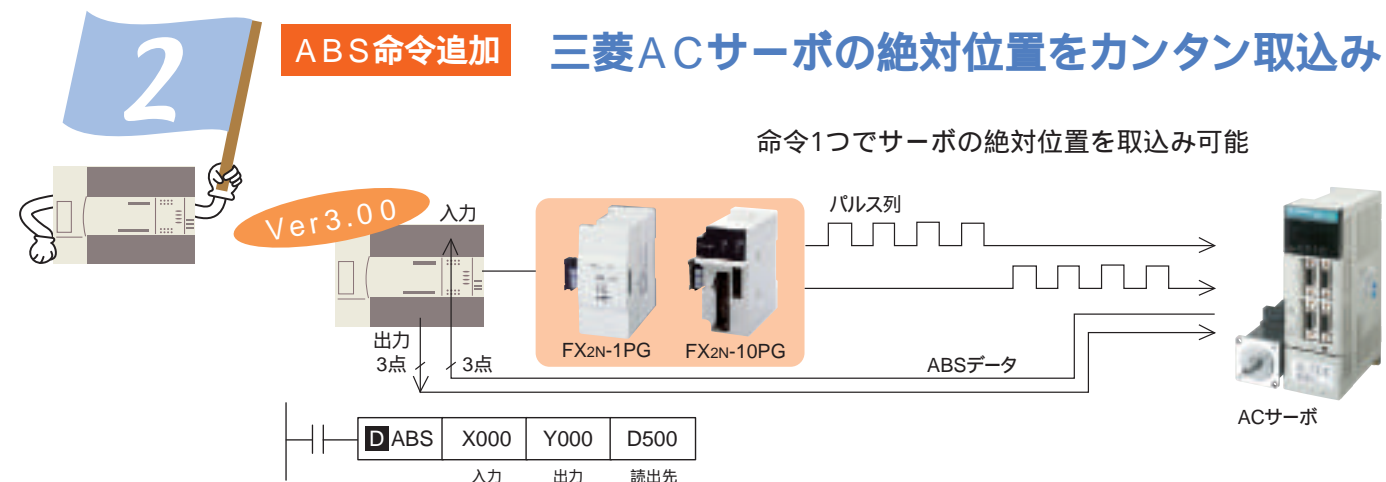 2
ABS命令追加
三菱ACサーボの絶対位置をカンタン取込み
命令1つでサーボの絶対位置を取込み可能
Ver3.00
入力
パルス列
FX2N-1PG
FX2N-10PG
出力
3点
3点
ABSデータ
ACサーボ
D ABS X000 Y000 D500
入力 出力 読出先